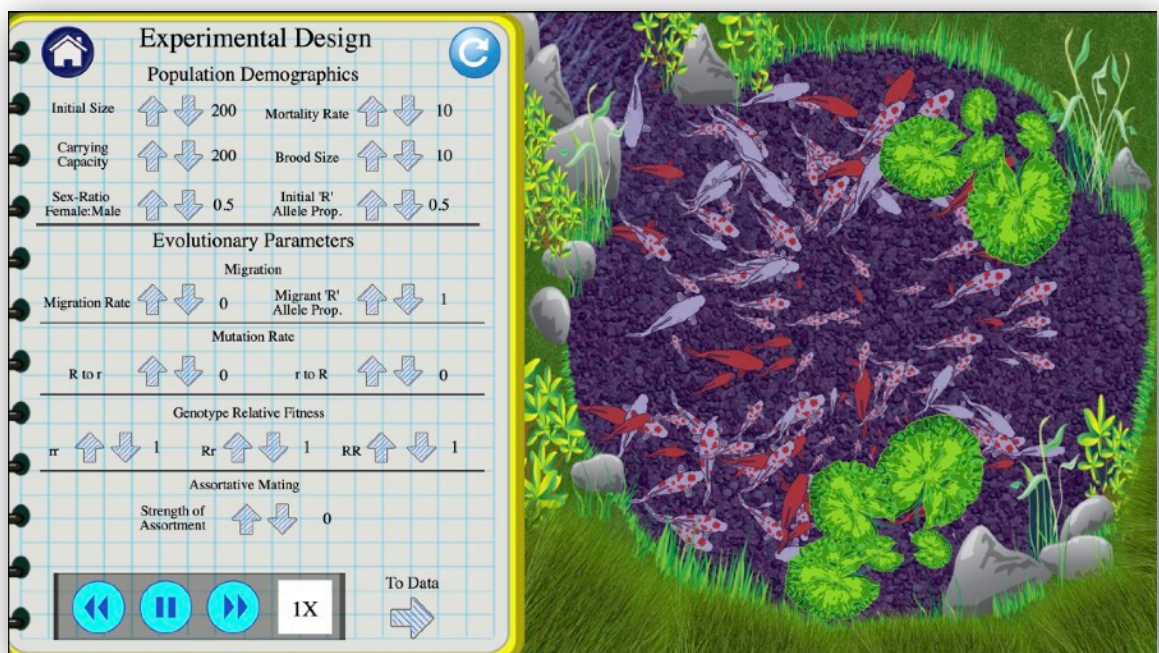 Experimental Design
Population Demographics
Initial Size 200 Mortality Rate 10
Carrying
Capacity 200 Brood Size 10
Sex-Ratio
Female:Male 0.5 Initial 'R'
Allele Prop. 0.5
Evolutionary Parameters
Migration
Migration Rate 0 Migrant 'R'
Allele Prop. 1
Mutation Rate
R to r 0 r to R 0
Genotype Relative Fitness
rr 1 Rr 1 RR 1
Assortative Mating
Strength of
Assortment 0
1X
To Data